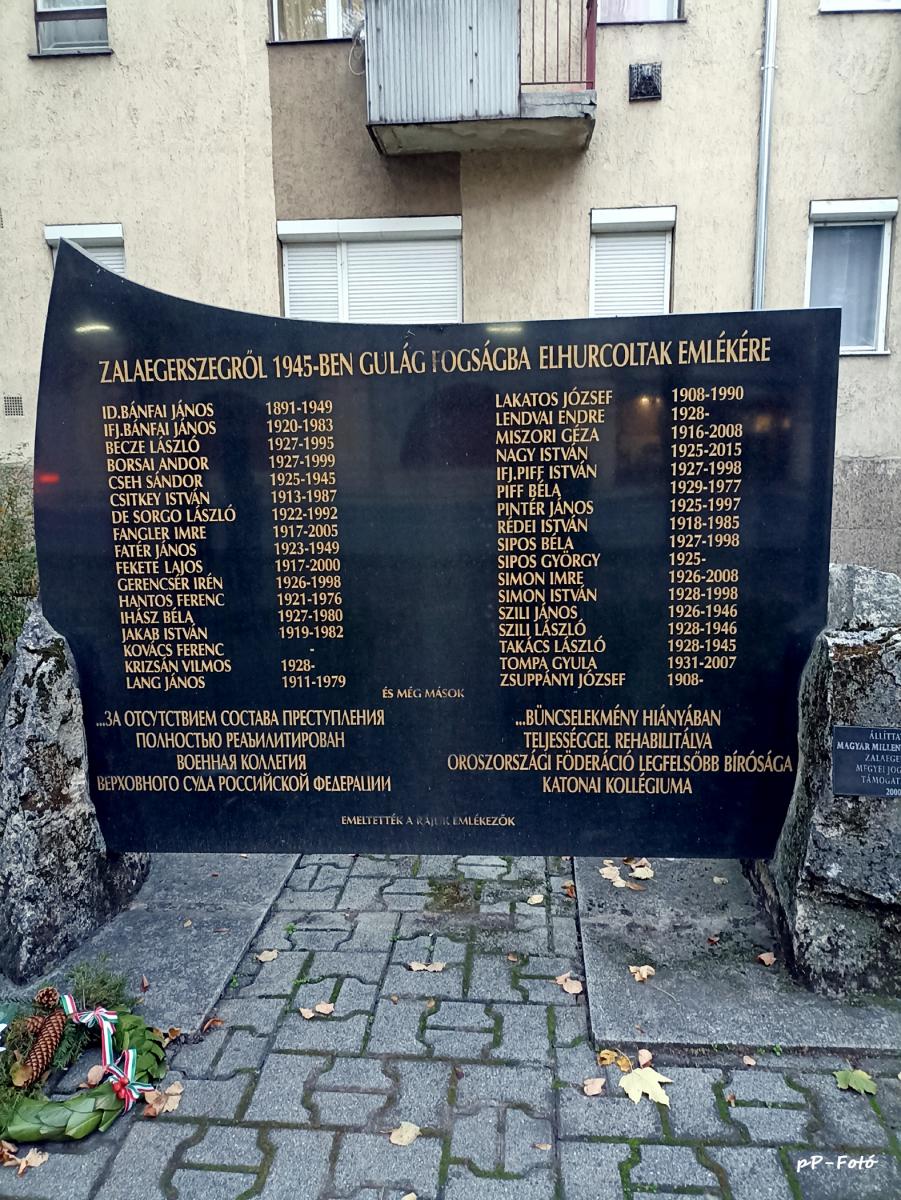 ZALAEGERSZEGRŐL 1945-BEN GULÁG FOGSÁGBA ELHURCOLTAK EMLÉKÉRE
ID.BÁNFAI JÁNOS 1891-1949
IFJ.BÁNFAI JÁNOS 1920-1983
BECZE LÁSZLÓ 1927-1995
BORSAI ANDOR 1927-1999
CSEH SÁNDOR 1925-1945
CSITKEY ISTVÁN 1913-1987
DE SORGO LÁSZLÓ 1922-1992
FANGLER IMRE 1917-2005
FATÉR JÁNOS 1923-1949
FEKETE LAJOS 1917-2000
GERENCSÉR IRÉN 1926-1998
HANTOS FERENC 1921-1976
IHÁSZ BÉLA 1927-1980
JAKAB ISTVÁN 1919-1982
KOVÁCS FERENC -
KRIZSÁN VILMOS 1928-
LANG JÁNOS 1911-1979
LAKATOS JÓZSEF 1908-1990
LENDVAI ENDRE 1928-
MISZORI GÉZA 1916-2008
NAGY ISTVÁN 1925-2015
IFJ.PIFF ISTVÁN 1927-1998
PIFF BÉLA 1929-1977
PINTÉR JÁNOS 1925-1997
RÉDEI ISTVÁN 1918-1985
SIPOS BÉLA 1927-1998
SIPOS GYÖRGY 1925-
SIMON IMRE 1926-2008
SIMON ISTVÁN 1928-1998
SZILI JÁNOS 1926-1946
SZILI LÁSZLÓ 1928-1946
TAKÁCS LÁSZLÓ 1928-1945
TOMPA GYULA 1931-2007
ZSUPPÁNYI JÓZSEF 1908-
ÉS MÉG MÁSOK
...ЗА ОТСУТСТВИЕМ СОСТАВА ПРЕСТУПЛЕНИЯ
ПОЛНОСТЬЮ РЕАЪИЛИТИРОВАН
ВОЕННАЯ КОЛЛЕГИЯ
ВЕРХОВНОГО СУДА РОССИЙСКОЙ ФЕДЕРАЦИИ
...BŰNCSELEKMÉNY HIÁNYÁBAN
TELJESSÉGGEL REHABILITÁLVA
OROSZORSZÁGI FÖDERÁCIÓ LEGFELSŐBB BÍRÓSÁGA
KATONAI KOLLÉGIUMA
EMELTETTÉK A RÁJUK EMLÉKEZŐK
ÁLLÍTTA
MAGYAR MILLEN
ZALAEGE
MEGYEI JOG
TÁMOGAT
2000
pP-Fotó